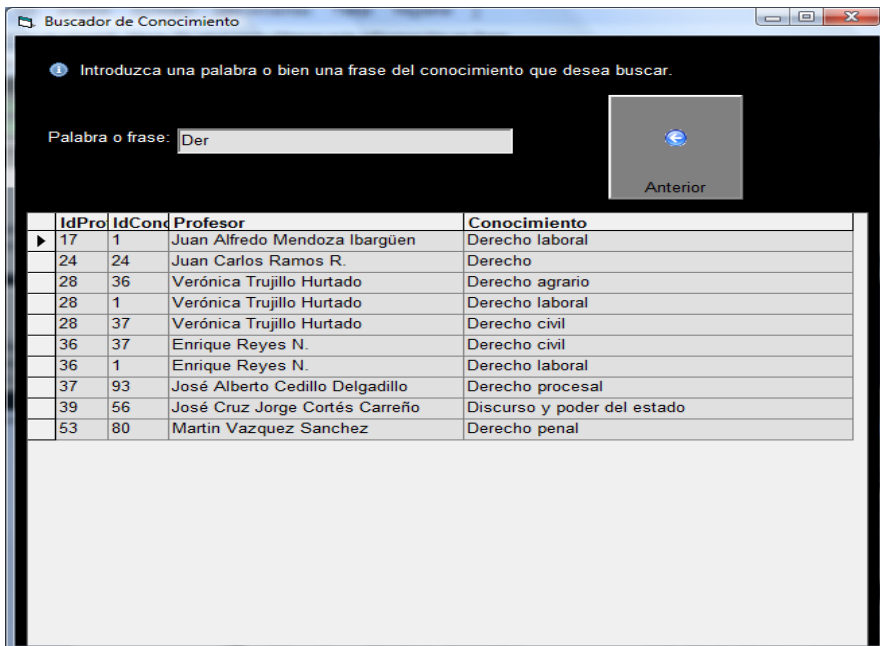 Buscador de Conocimiento
Introduzca una palabra o bien una frase del conocimiento que desea buscar.
Palabra o frase: Der
Anterior
IdPro IdCono Profesor Conocimiento
17 1 Juan Alfredo Mendoza Ibargüen Derecho laboral
24 24 Juan Carlos Ramos R. Derecho
28 36 Verónica Trujillo Hurtado Derecho agrario
28 1 Verónica Trujillo Hurtado Derecho laboral
28 37 Verónica Trujillo Hurtado Derecho civil
36 37 Enrique Reyes N. Derecho civil
36 1 Enrique Reyes N. Derecho laboral
37 93 José Alberto Cedillo Delgadillo Derecho procesal
39 56 José Cruz Jorge Cortés Carreño Discurso y poder del estado
53 80 Martin Vazquez Sanchez Derecho penal